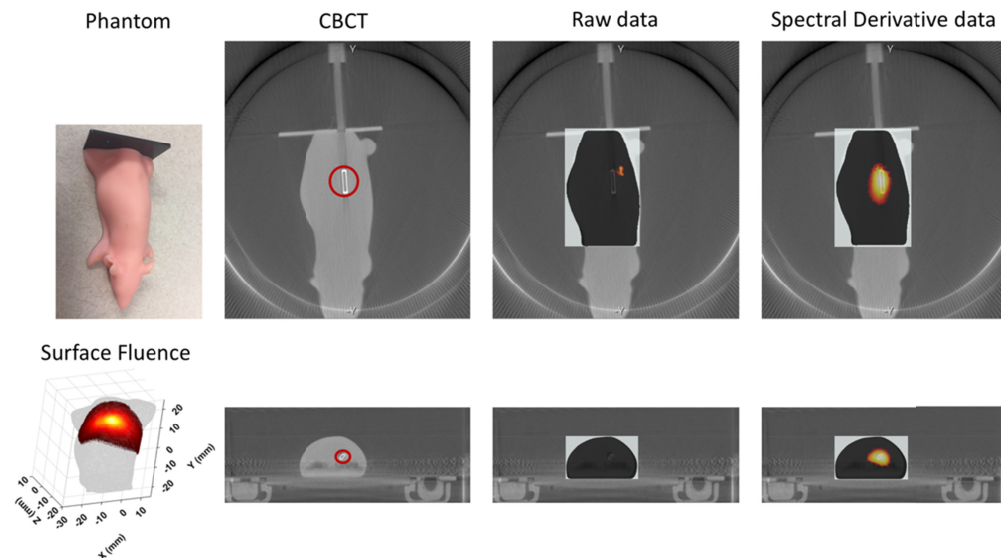 Phantom
CBCT
Raw data
Spectral Derivative data
Y
Y
Y
-Y
-Y
Surface Fluence
20
10
0
-10
-20
Y (mm)
10
0
-10
-20
-30
Z (mm)
-20
-10
0
10
X (mm)